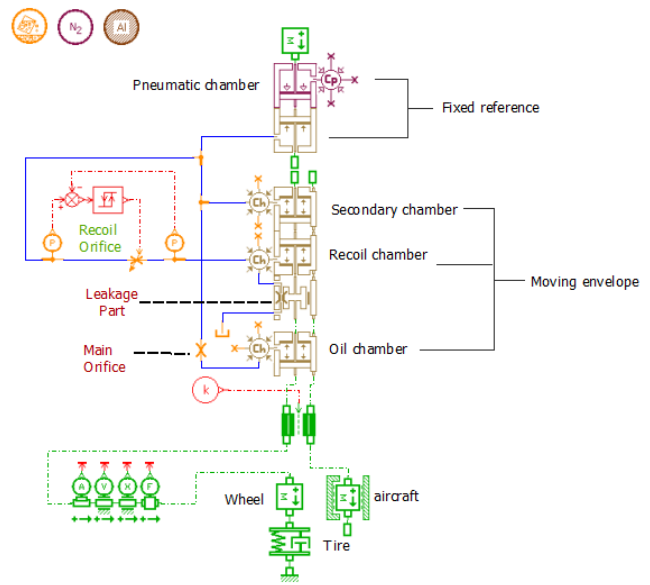 N2
Al
M
Pneumatic chamber
Cp
Fixed reference
Secondary chamber
Ch
Recoil
Orifice
P
P
Recoil chamber
Ch
Moving envelope
Leakage
Part
Main
Orifice
Ch
Oil chamber
k
A
V
X
F
Wheel
M
M
aircraft
Tire